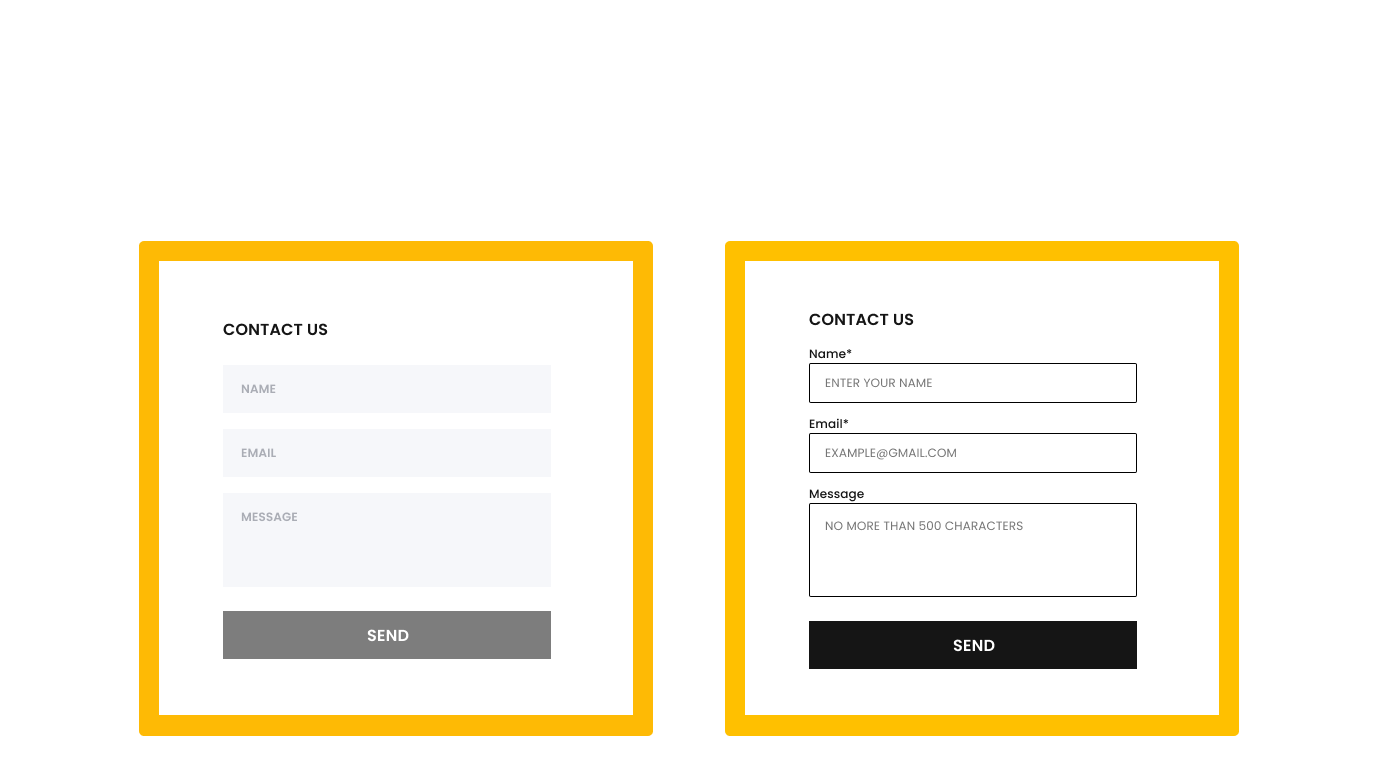 CONTACT US
NAME
EMAIL
MESSAGE
SEND
CONTACT US
Name*
ENTER YOUR NAME
Email*
EXAMPLE@GMAIL.COM
Message
NO MORE THAN 500 CHARACTERS
SEND